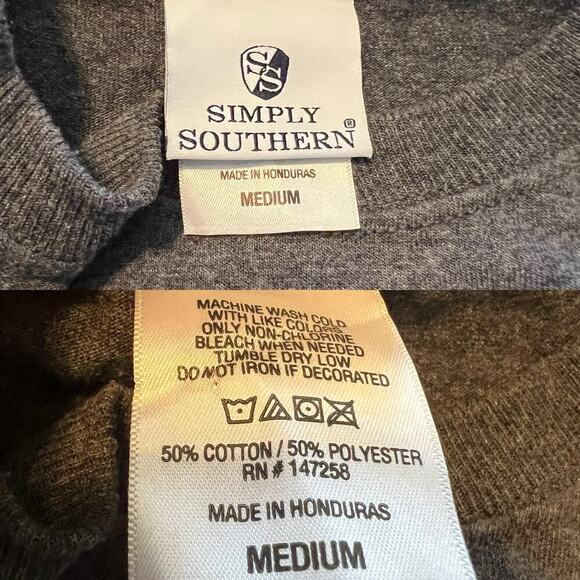 SS
SIMPLY
SOUTHERN®
MADE IN HONDURAS
MEDIUM
MACHINE WASH COLD
WITH LIKE COLORS
ONLY NON-CHLORINE
BLEACH WHEN NEEDED
TUMBLE DRY LOW
DO NOT IRON IF DECORATED
50% COTTON / 50% POLYESTER
RN # 147258
MADE IN HONDURAS
MEDIUM